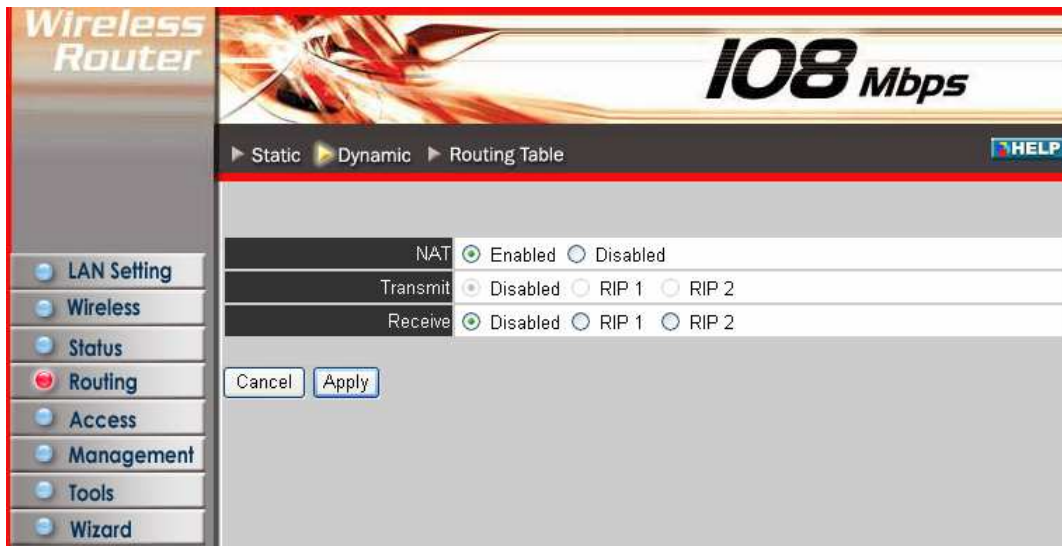 Wireless
Router
108 Mbps
Static Dynamic Routing Table
HELP
NAT Enabled Disabled
Transmit Disabled RIP 1 RIP 2
Receive Disabled RIP 1 RIP 2
Cancel Apply
LAN Setting
Wireless
Status
Routing
Access
Management
Tools
Wizard